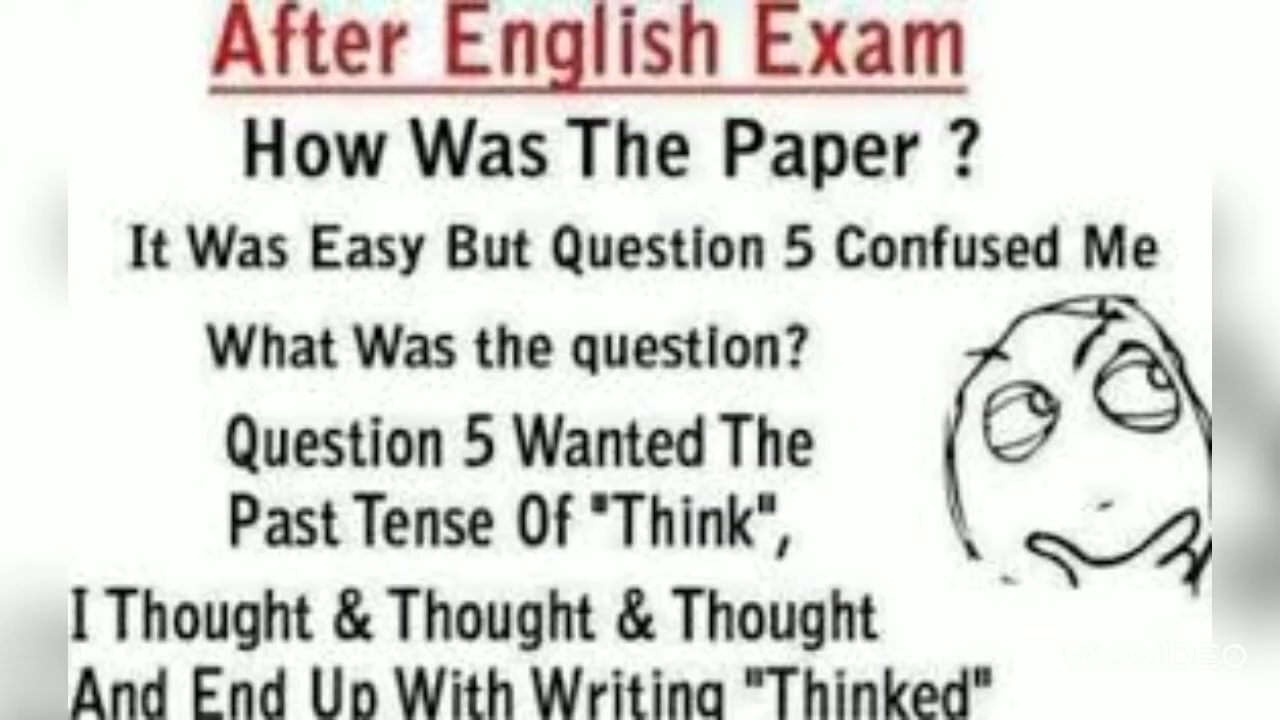 After English Exam
How Was The Paper ?
It Was Easy But Question 5 Confused Me
What Was the question?
Question 5 Wanted The
Past Tense Of "Think",
I Thought & Thought & Thought
And End Up With Writing "Thinked"